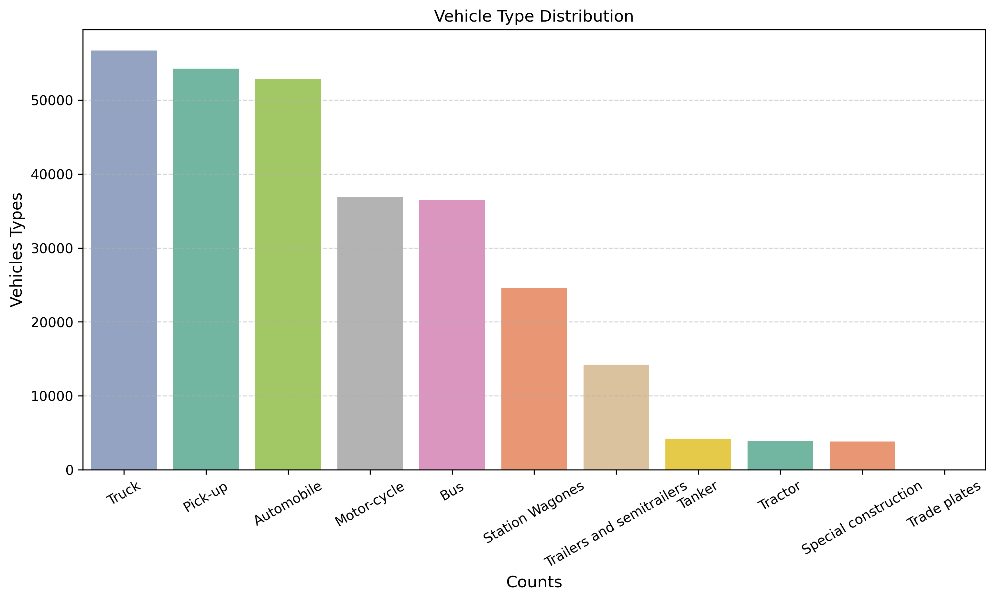 Vehicle Type Distribution
Vehicles Types
50000
40000
30000
20000
10000
0
Truck
Pick-up
Automobile
Motor-cycle
Bus
Station Wagones
Trailers and semitrailers
Tanker
Tractor
Special construction
Trade plates
Counts